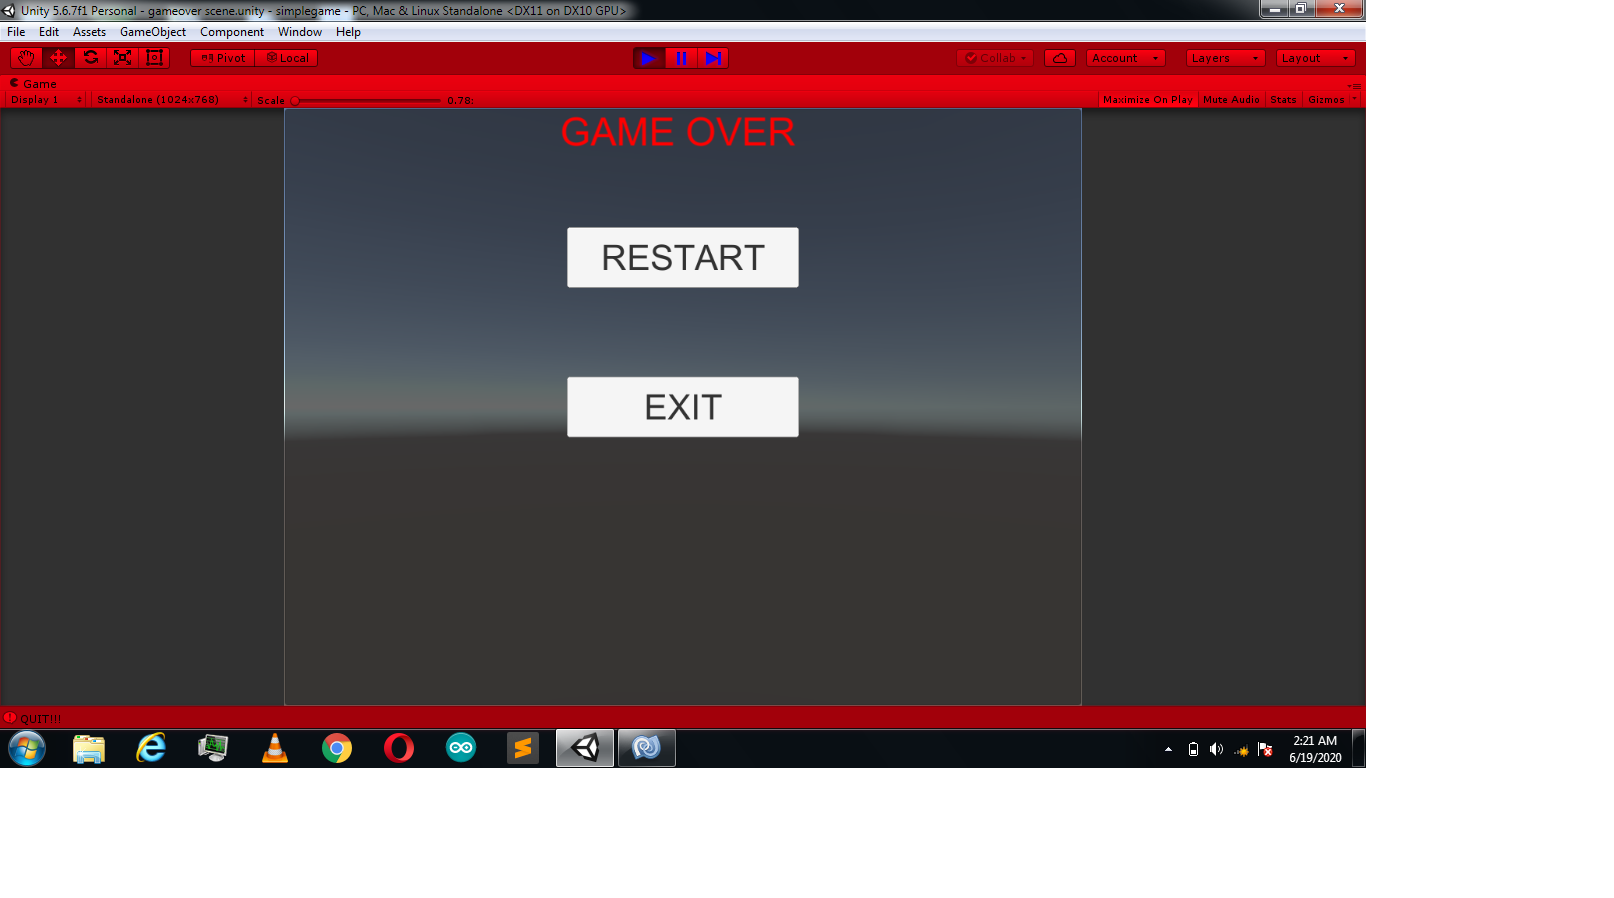 Unity 5.6.7f1 Personal - gameover scene.unity - simplegame - PC, Mac & Linux Standalone <DX11 on DX10 GPU>
File Edit Assets GameObject Component Window Help
Pivot Local Collab Account Layers Layout
Game
Display 1 Standalone (1024x768) Scale 0.78: Maximize On Play Mute Audio Stats Gizmos
GAME OVER
RESTART
EXIT
QUIT!!!
2:21 AM
6/19/2020